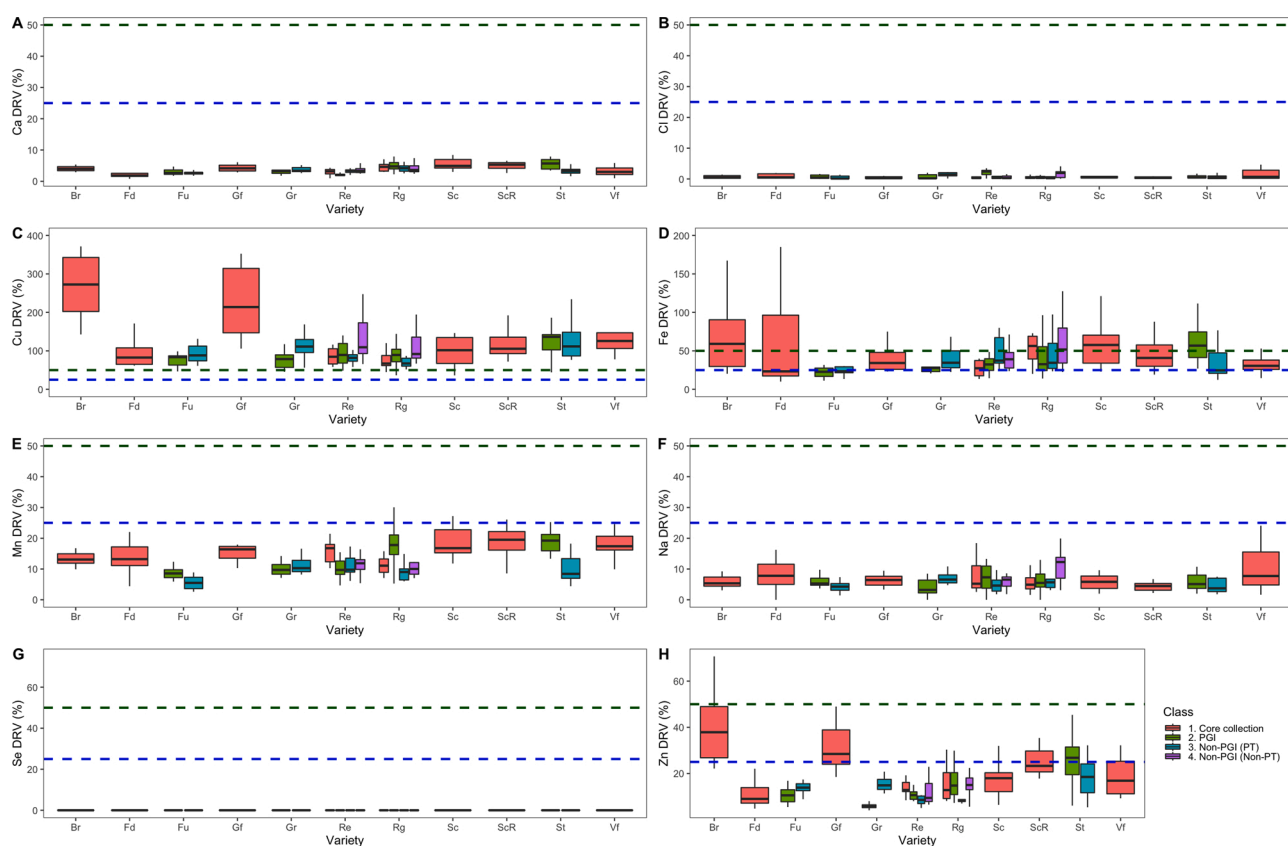 A
Ca DRV (%)
50
40
30
20
10
0
Br Fd Fu Gf Gr Re Rg Sc ScR St Vf
Variety
B
Cl DRV (%)
50
40
30
20
10
0
Br Fd Fu Gf Gr Re Rg Sc ScR St Vf
Variety
C
Cu DRV (%)
400
300
200
100
0
Br Fd Fu Gf Gr Re Rg Sc ScR St Vf
Variety
D
Fe DRV (%)
200
150
100
50
0
Br Fd Fu Gf Gr Re Rg Sc ScR St Vf
Variety
E
Mn DRV (%)
50
40
30
20
10
0
Br Fd Fu Gf Gr Re Rg Sc ScR St Vf
Variety
F
Na DRV (%)
50
40
30
20
10
0
Br Fd Fu Gf Gr Re Rg Sc ScR St Vf
Variety
G
Se DRV (%)
60
40
20
0
Br Fd Fu Gf Gr Re Rg Sc ScR St Vf
Variety
H
Zn DRV (%)
60
40
20
Br Fd Fu Gf Gr Re Rg Sc ScR St Vf
Variety
Class
1. Core collection
2. PGI
3. Non-PGI (PT)
4. Non-PGI (Non-PT)